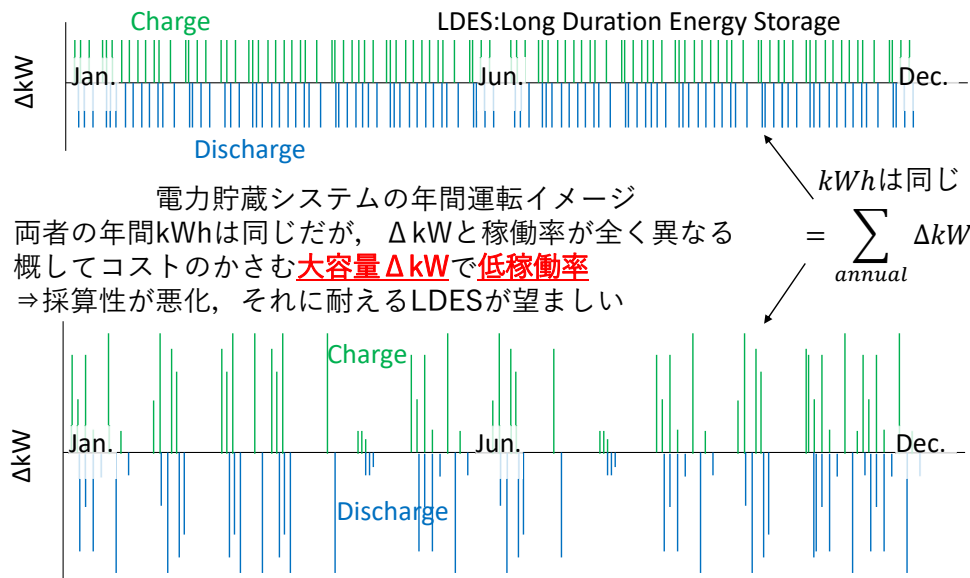 Charge
LDES:Long Duration Energy Storage
ΔkW
Jan.
Jun.
Dec.
Discharge
kWhは同じ
電力貯蔵システムの年間運転イメージ
両者の年間kWhは同じだが，ΔkWと稼働率が全く異なる
概してコストのかさむ大容量ΔkWで低稼働率
⇒採算性が悪化，それに耐えるLDESが望ましい
= ∑ ΔkW
annual
Charge
ΔkW
Jan.
Jun.
Dec.
Discharge